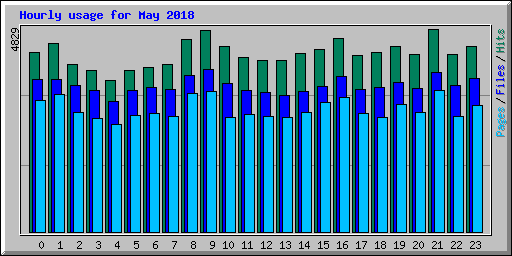 Hourly usage for May 2018
4829
Pages/Files/Hits
0 1 2 3 4 5 6 7 8 9 10 11 12 13 14 15 16 17 18 19 20 21 22 23